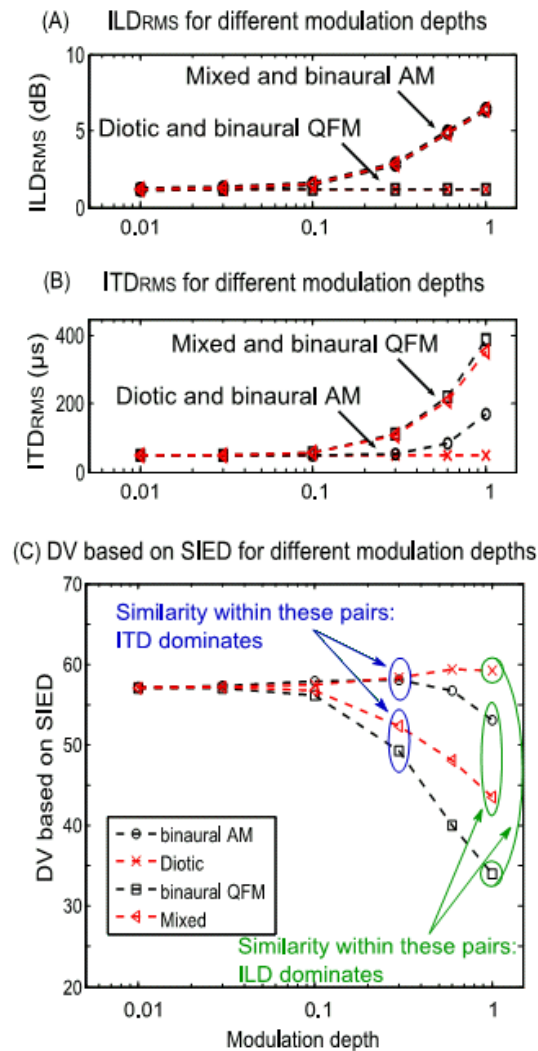 (A) ILDRMS for different modulation depths
10
Mixed and binaural AM
Diotic and binaural QFM
5
0
ILDRMS (dB)
0.01 0.1 1
(B) ITDRMS for different modulation depths
400
Mixed and binaural QFM
Diotic and binaural AM
200
0
ITDRMS (µs)
0.01 0.1 1
(C) DV based on SIED for different modulation depths
70
Similarity within these pairs:
ITD dominates
60
50
40
30
20
DV based on SIED
binaural AM
Diotic
binaural QFM
Mixed
Similarity within these pairs:
ILD dominates
0.01 0.1 1
Modulation depth